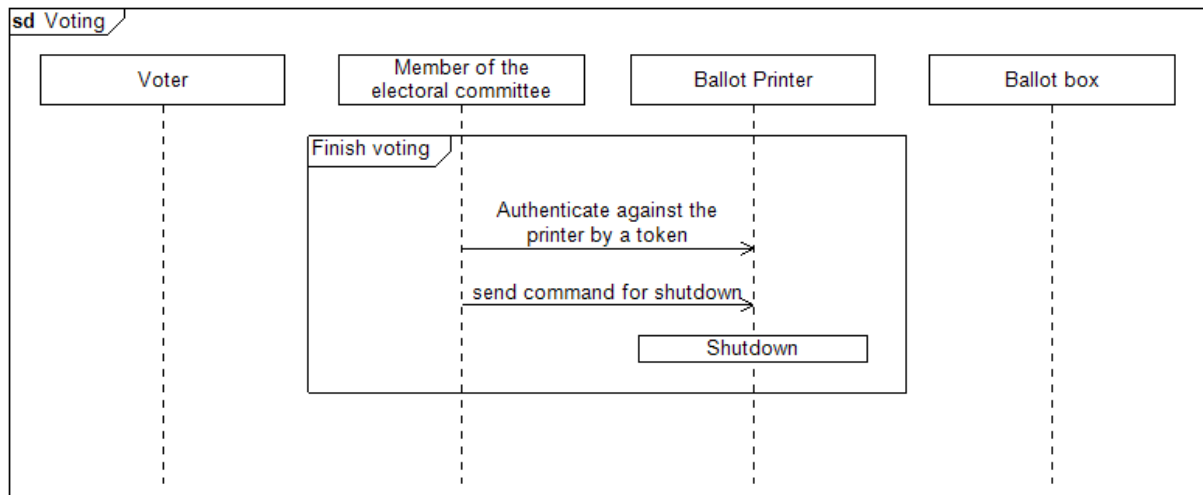 sd Voting
Voter
Member of the
electoral committee
Ballot Printer
Ballot box
Finish voting
Authenticate against the
printer by a token
send command for shutdown
Shutdown